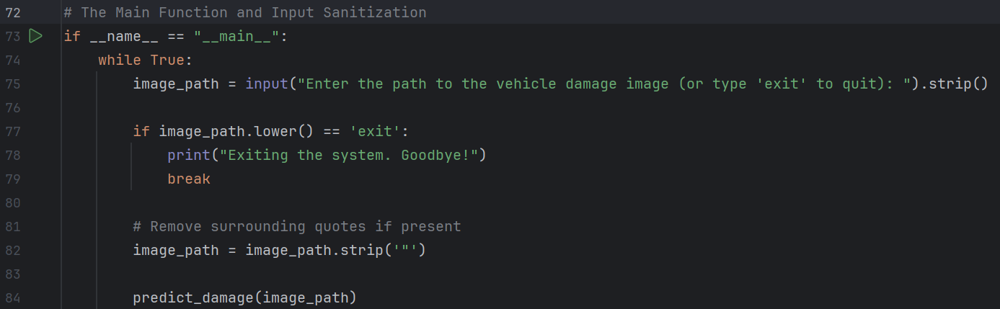 72 # The Main Function and Input Sanitization
73 if __name__ == "__main__":
74     while True:
75         image_path = input("Enter the path to the vehicle damage image (or type 'exit' to quit): ").strip()
76
77         if image_path.lower() == 'exit':
78             print("Exiting the system. Goodbye!")
79             break
80
81         # Remove surrounding quotes if present
82         image_path = image_path.strip('"')
83
84         predict_damage(image_path)